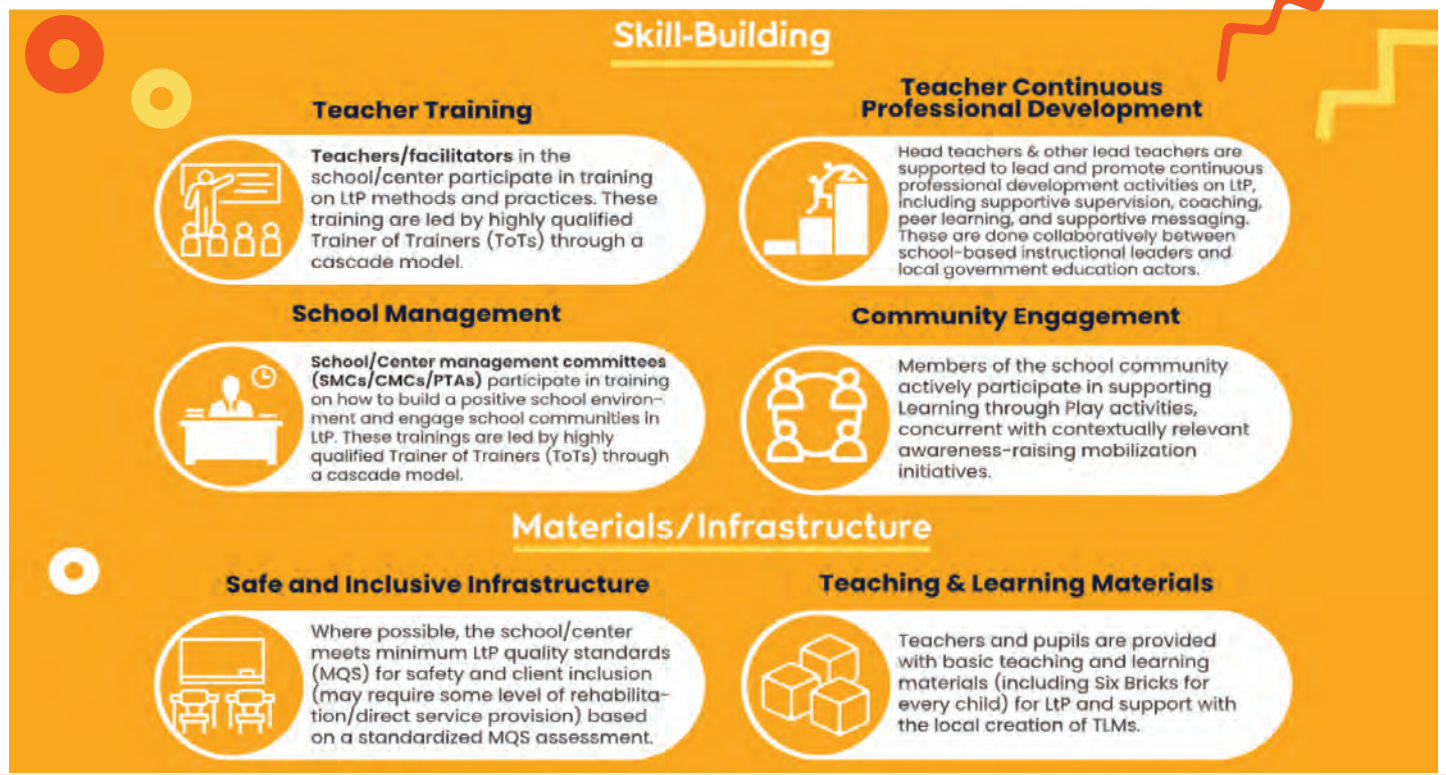 Skill-Building
Teacher Training
Teachers/facilitators in the
school/center participate in training
on LtP methods and practices. These
training are led by highly qualified
Trainer of Trainers (ToTs) through a
cascade model.
Teacher Continuous
Professional Development
Head teachers & other lead teachers are
supported to lead and promote continuous
professional development activities on LtP,
including supportive supervision, coaching,
peer learning, and supportive messaging.
These are done collaboratively between
school-based instructional leaders and
local government education actors.
School Management
School/Center management committees
(SMCs/CMCs/PTAs) participate in training
on how to build a positive school environ-
ment and engage school communities in
LtP. These trainings are led by highly
qualified Trainer of Trainers (ToTs) through
a cascade model.
Community Engagement
Members of the school community
actively participate in supporting
Learning through Play activities,
concurrent with contextually relevant
awareness-raising mobilization
initiatives.
Materials/Infrastructure
Safe and Inclusive Infrastructure
Where possible, the school/center
meets minimum LtP quality standards
(MQS) for safety and client inclusion
(may require some level of rehabilita-
tion/direct service provision) based
on a standardized MQS assessment.
Teaching & Learning Materials
Teachers and pupils are provided
with basic teaching and learning
materials (including Six Bricks for
every child) for LtP and support with
the local creation of TLMs.